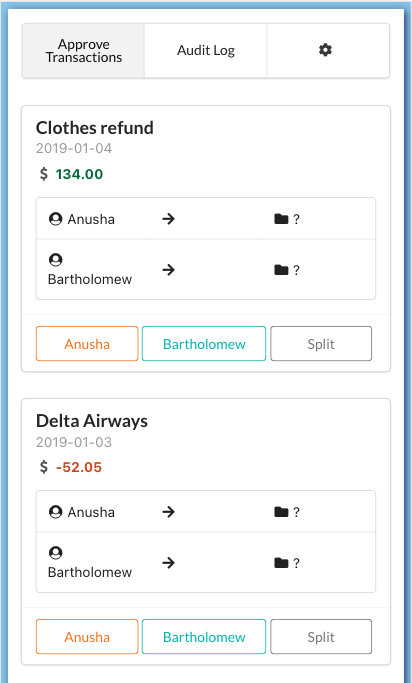 Approve
Transactions
Audit Log
Clothes refund
2019-01-04
$ 134.00
Anusha
?
Bartholomew
?
Anusha
Bartholomew
Split
Delta Airways
2019-01-03
$ -52.05
Anusha
?
Bartholomew
?
Anusha
Bartholomew
Split